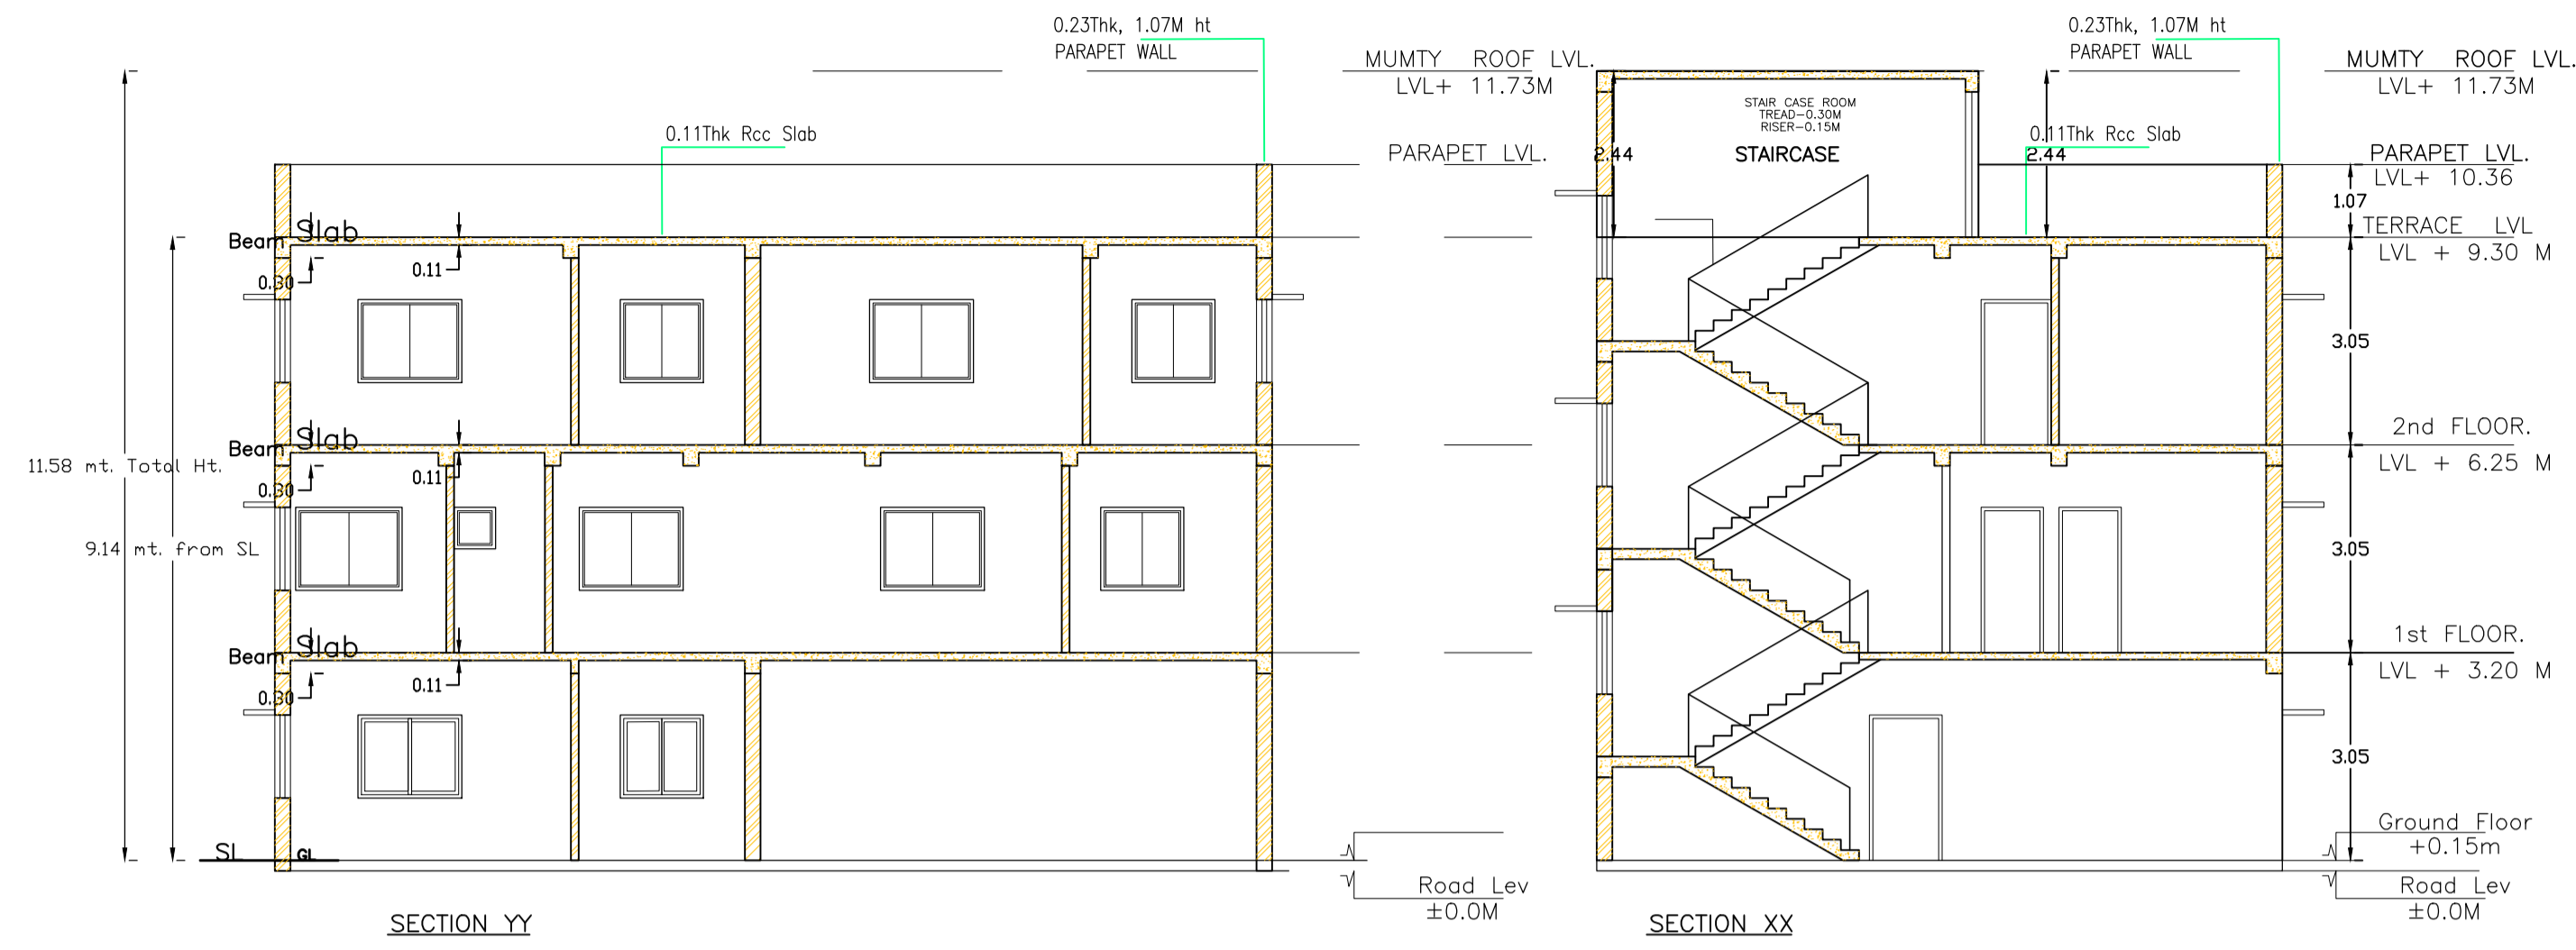 0.23Thk, 1.07M ht
PARAPET WALL
MUMTY ROOF LVL.
LVL+ 11.73M
0.11Thk Rcc Slab
PARAPET LVL.
Beam Slab
0.30
0.11
Beam Slab
0.30
0.11
Beam Slab
0.30
0.11
11.58 mt. Total Ht.
9.14 mt. from SL
SL
GL
Road Lev
±0.0M
SECTION YY
0.23Thk, 1.07M ht
PARAPET WALL
MUMTY ROOF LVL.
LVL+ 11.73M
STAIR CASE ROOM
TREAD-0.30M
RISER-0.15M
STAIRCASE
2.44
0.11Thk Rcc Slab
2.44
PARAPET LVL.
LVL+ 10.36
1.07
TERRACE LVL
LVL + 9.30 M
3.05
2nd FLOOR.
LVL + 6.25 M
3.05
1st FLOOR.
LVL + 3.20 M
3.05
Ground Floor
+0.15m
Road Lev
±0.0M
SECTION XX